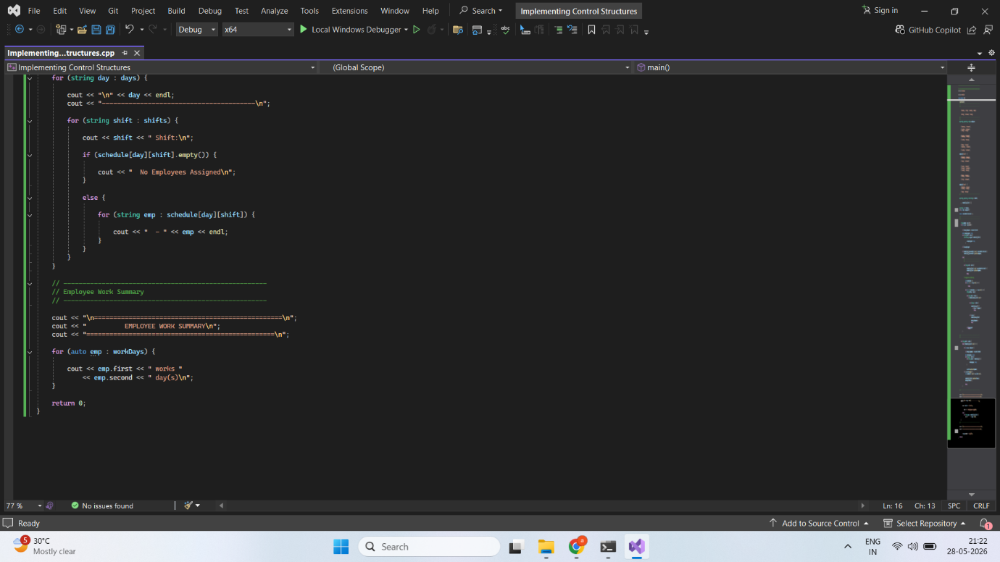 File Edit View Git Project Build Debug Test Analyze Tools Extensions Window Help Search Implementing Control Structures Sign in
Debug x64 Local Windows Debugger GitHub Copilot
Implementing...tructures.cpp
Implementing Control Structures (Global Scope) main()
for (string day : days) {
cout << "\n" << day << endl;
cout << "----------------------------------------\n";
for (string shift : shifts) {
cout << shift << " Shift:\n";
if (schedule[day][shift].empty()) {
cout << "  No Employees Assigned\n";
}
else {
for (string emp : schedule[day][shift]) {
cout << "  - " << emp << endl;
}
}
}
}
// -----------------------------------------------------
// Employee Work Summary
// -----------------------------------------------------
cout << "\n=================================================\n";
cout << "          EMPLOYEE WORK SUMMARY\n";
cout << "=================================================\n";
for (auto emp : workDays) {
cout << emp.first << " works "
<< emp.second << " day(s)\n";
}
return 0;
}
77 % No issues found Ln: 16 Ch: 13 SPC CRLF
Ready Add to Source Control Select Repository 1
5 30°C
Mostly clear
Search
ENG
IN
21:22
28-05-2026